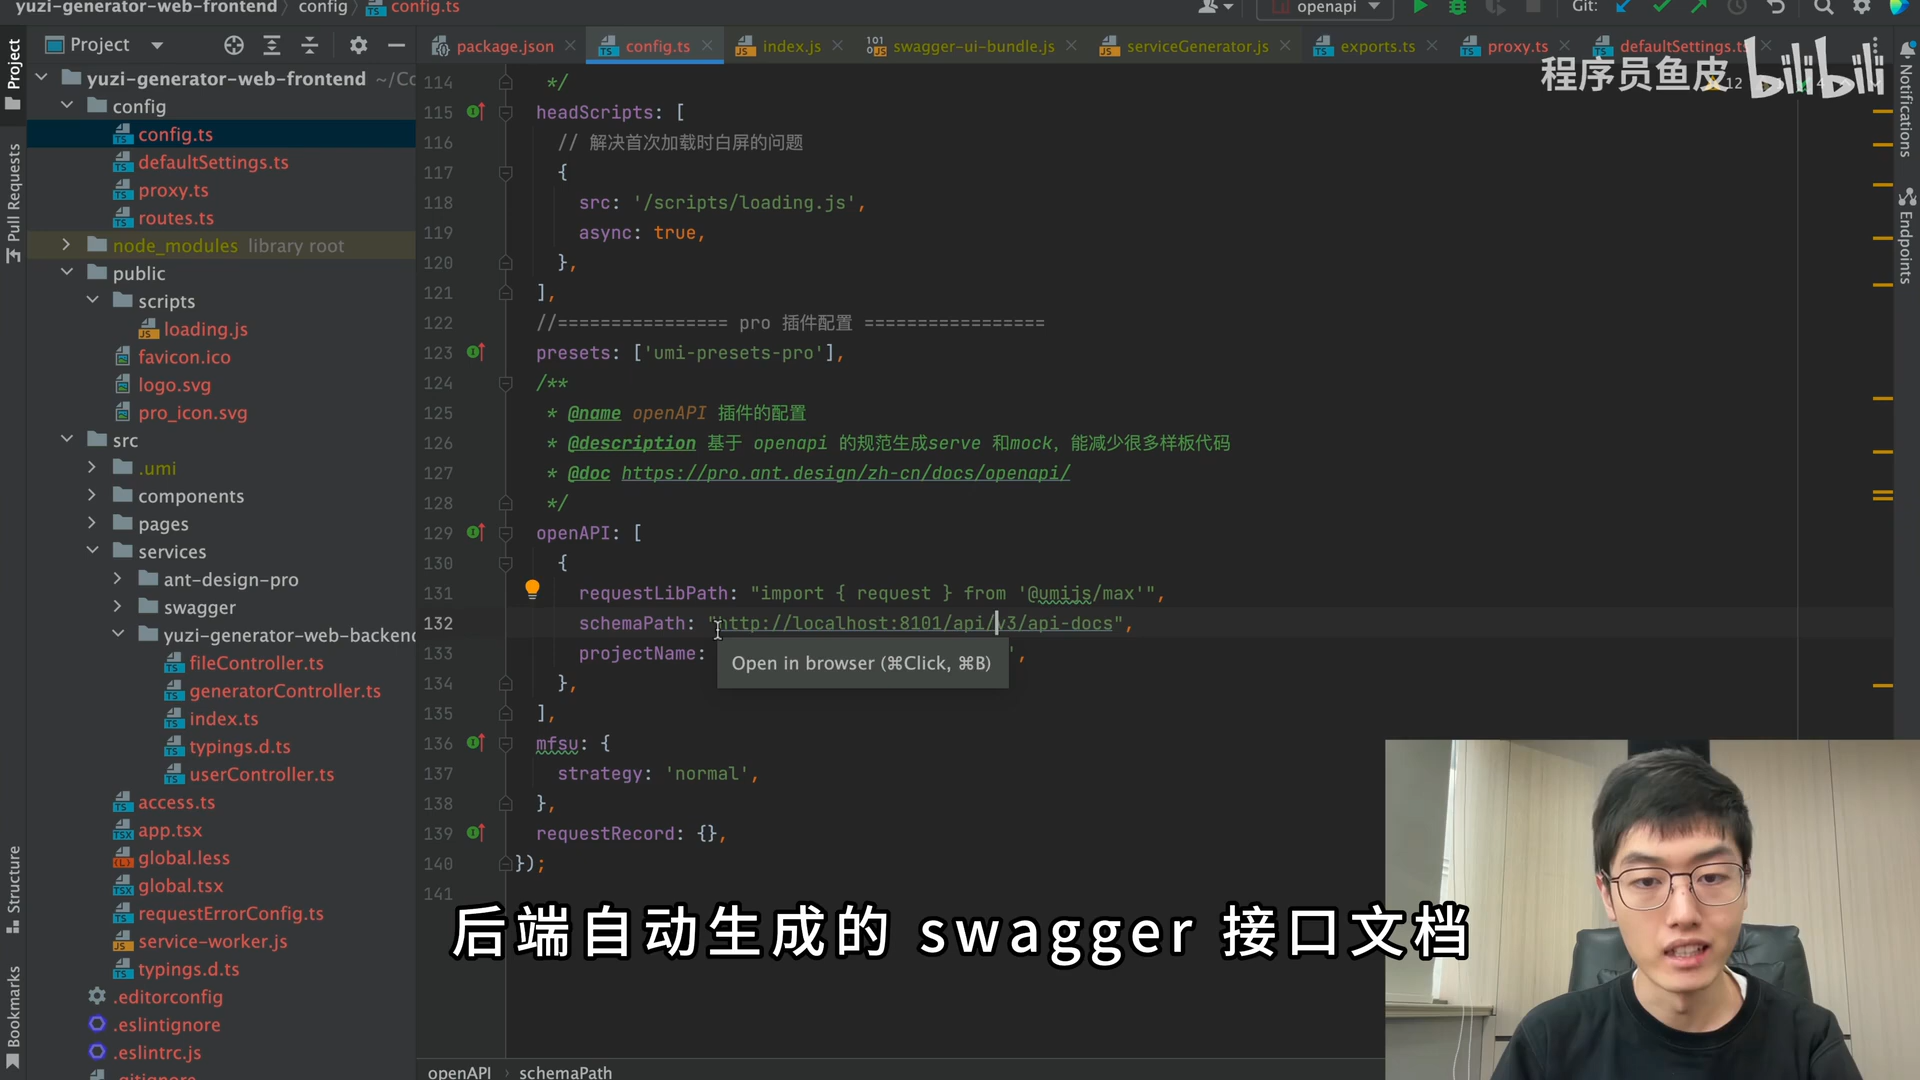 yuzi-generator-web-frontend
config
config.ts
openapi
Git:
Project
package.json
config.ts
index.js
swagger-ui-bundle.js
serviceGenerator.js
exports.ts
proxy.ts
defaultSettings.ts
程序员鱼皮 bilibili
12
Project
Pull Requests
Structure
Bookmarks
Notifications
Endpoints
yuzi-generator-web-frontend ~/Co
config
config.ts
defaultSettings.ts
proxy.ts
routes.ts
node_modules library root
public
scripts
loading.js
favicon.ico
logo.svg
pro_icon.svg
src
.umi
components
pages
services
ant-design-pro
swagger
yuzi-generator-web-backend
fileController.ts
generatorController.ts
index.ts
typings.d.ts
userController.ts
access.ts
app.tsx
global.less
global.tsx
requestErrorConfig.ts
service-worker.js
typings.d.ts
.editorconfig
.eslintignore
.eslintrc.js
.gitignore
114 */
115 headScripts: [
116 // 解决首次加载时白屏的问题
117 {
118 src: '/scripts/loading.js',
119 async: true,
120 },
121 ],
122 //================ pro 插件配置 =================
123 presets: ['umi-presets-pro'],
124 /**
125 * @name openAPI 插件的配置
126 * @description 基于 openapi 的规范生成serve 和mock，能减少很多样板代码
127 * @doc https://pro.ant.design/zh-cn/docs/openapi/
128 */
129 openAPI: [
130 {
131 requestLibPath: "import { request } from '@umijs/max'",
132 schemaPath: "http://localhost:8101/api/v3/api-docs",
133 projectName: ',
Open in browser (⌘Click, ⌘B)
134 },
135 ],
136 mfsu: {
137 strategy: 'normal',
138 },
139 requestRecord: {},
140 });
141
后端自动生成的 swagger 接口文档
openAPI › schemaPath